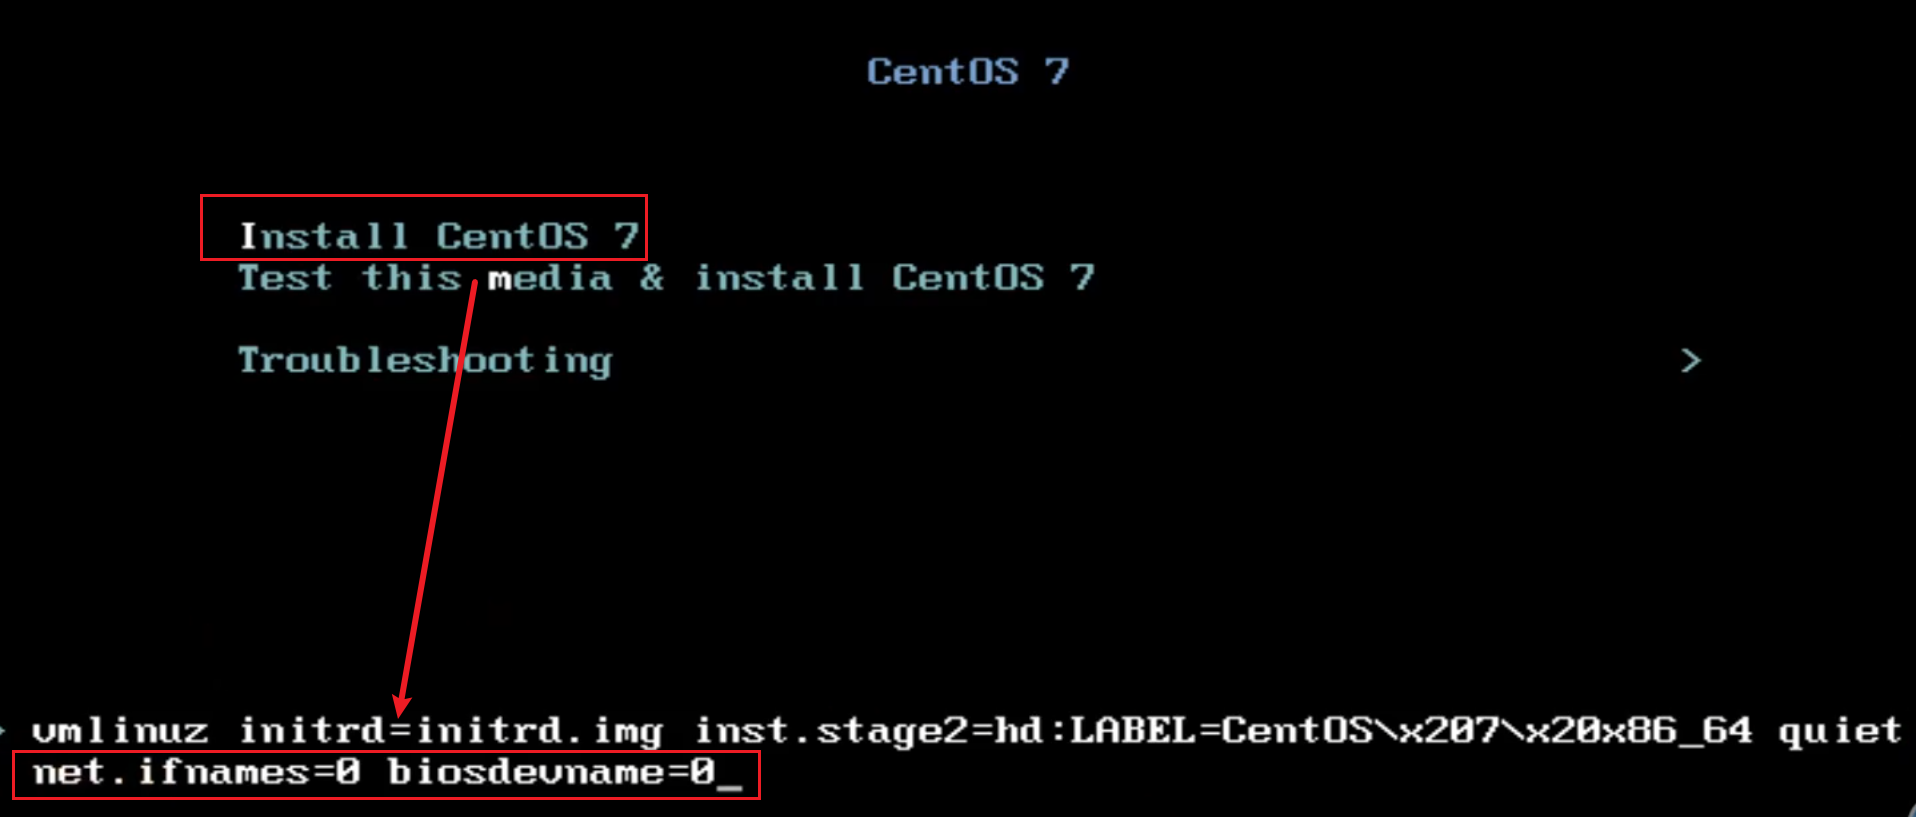 CentOS 7
Install CentOS 7
Test this media & install CentOS 7
Troubleshooting >
> vmlinuz initrd=initrd.img inst.stage2=hd:LABEL=CentOS\x207\x20x86_64 quiet
net.ifnames=0 biosdevname=0_